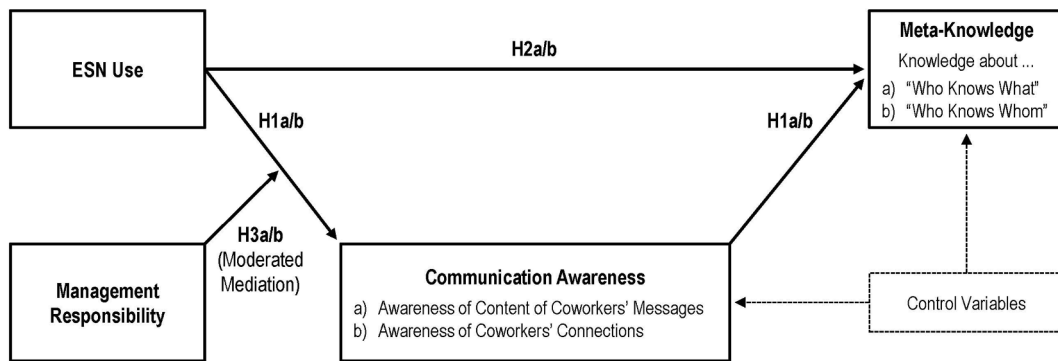 ESN Use
H2a/b
Meta-Knowledge
Knowledge about ...
a) “Who Knows What”
b) “Who Knows Whom”
H1a/b
H1a/b
H3a/b
(Moderated
Mediation)
Management
Responsibility
Communication Awareness
a) Awareness of Content of Coworkers’ Messages
b) Awareness of Coworkers’ Connections
Control Variables